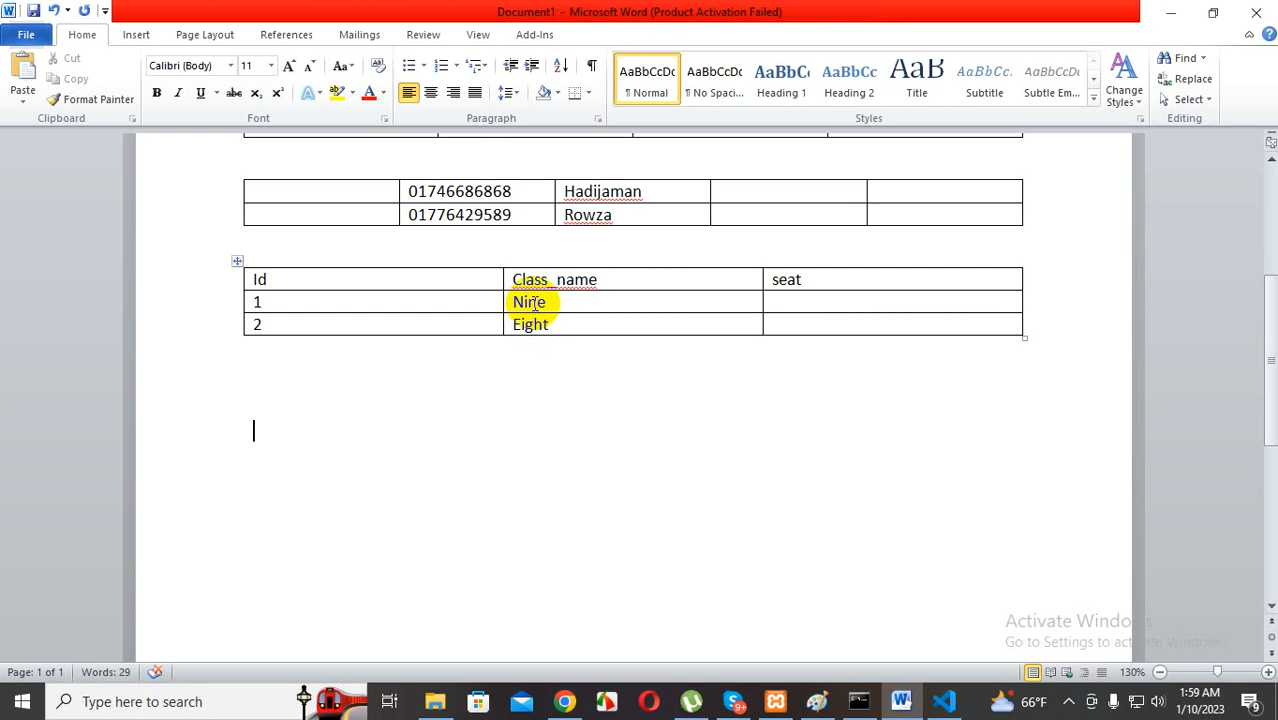 Document1 - Microsoft Word (Product Activation Failed)
File Home Insert Page Layout References Mailings Review View Add-Ins
Paste
Cut
Copy
Format Painter
Clipboard
Calibri (Body) 11
Font
Paragraph
AaBbCcDc AaBbCcDc AaBbCc AaBbCc AaB AaBbCcI AaBbCcDc
¶ Normal ¶ No Spaci... Heading 1 Heading 2 Title Subtitle Subtle Em...
Change Styles
Styles
Find
Replace
Select
Editing
01746686868 Hadijaman
01776429589 Rowza
Id Class_name seat
1 Nine
2 Eight
Activate Windows
Go to Settings to activate Windows.
Page: 1 of 1 Words: 29 130%
Type here to search 66°F 1:59 AM
1/10/2023